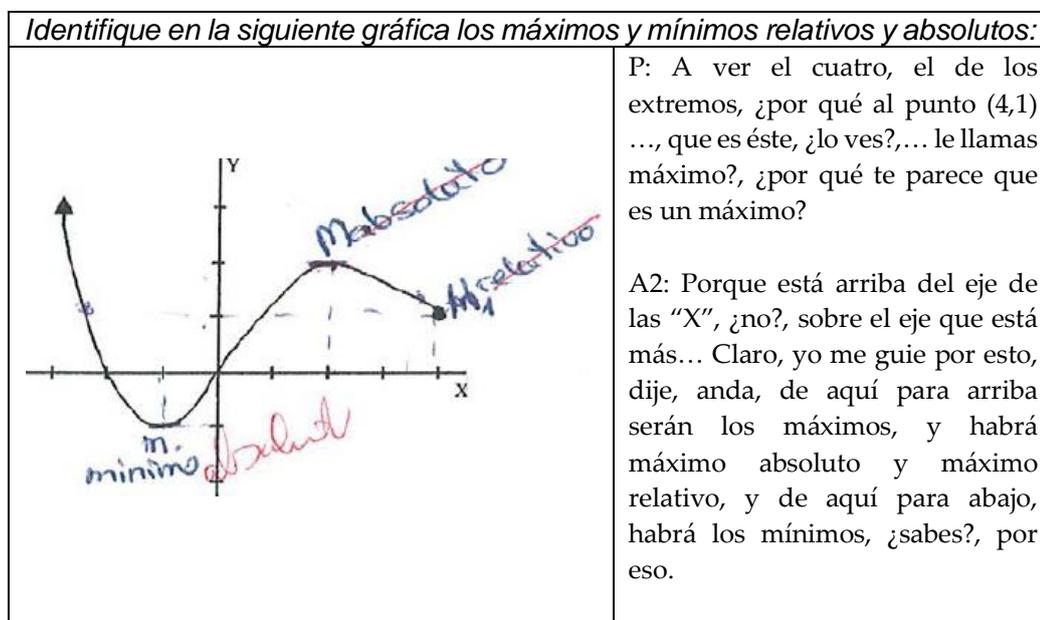 Identifique en la siguiente gráfica los máximos y mínimos relativos y absolutos:
Y
M absoluto
M relativo
X
m.
mínimo absolut
P: A ver el cuatro, el de los
extremos, ¿por qué al punto (4,1)
…, que es éste, ¿lo ves?,… le llamas
máximo?, ¿por qué te parece que
es un máximo?
A2: Porque está arriba del eje de
las “X”, ¿no?, sobre el eje que está
más… Claro, yo me guie por esto,
dije, anda, de aquí para arriba
serán los máximos, y habrá
máximo absoluto y máximo
relativo, y de aquí para abajo,
habrá los mínimos, ¿sabes?, por
eso.